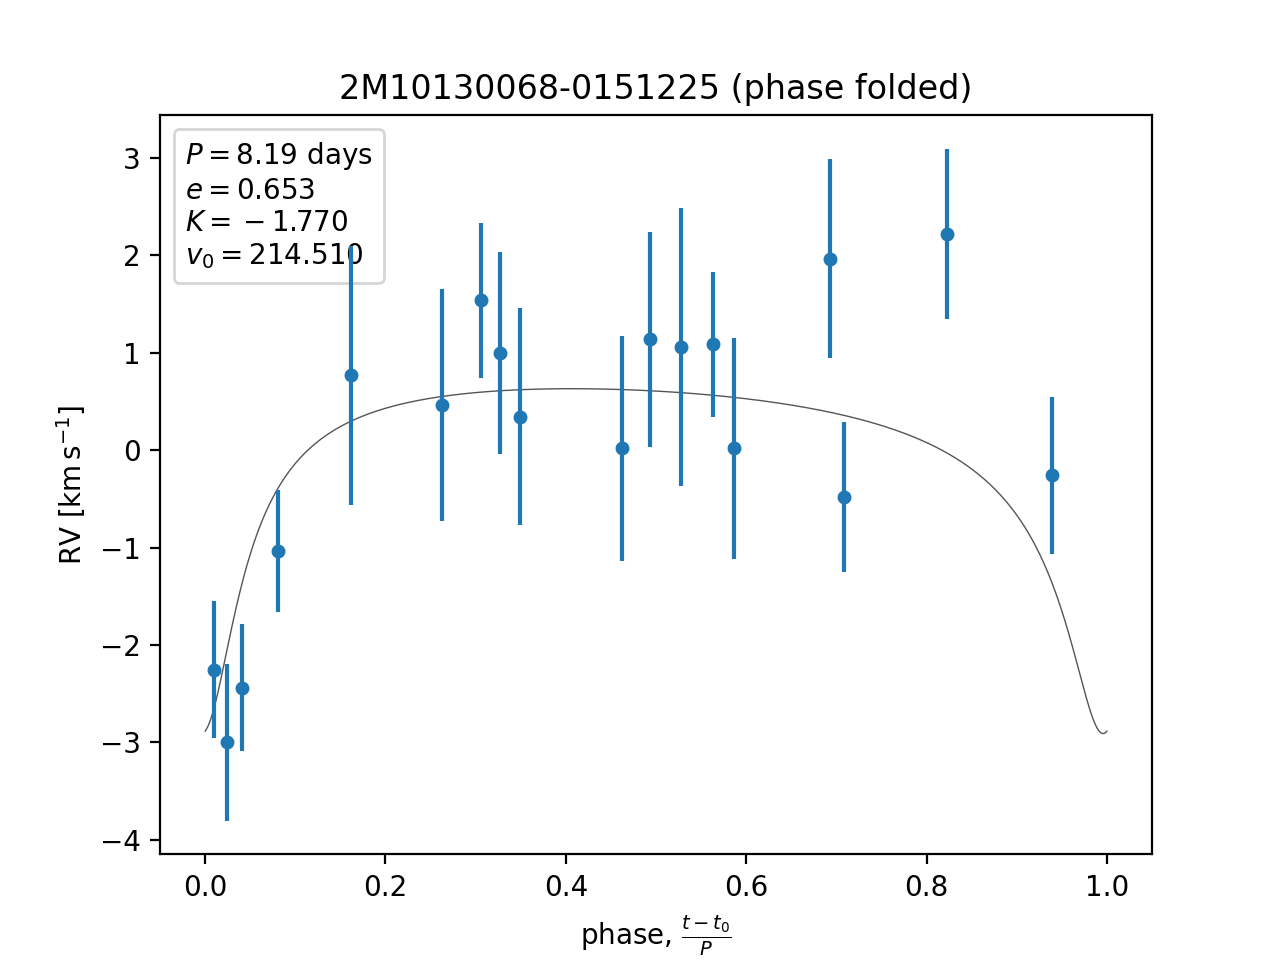 2M10130068-0151225 (phase folded)
P = 8.19 days
e = 0.653
K = −1.770
v₀ = 214.510
3
2
1
0
−1
−2
−3
−4
RV [km s⁻¹]
0.0 0.2 0.4 0.6 0.8 1.0
phase, (t − t₀)/P